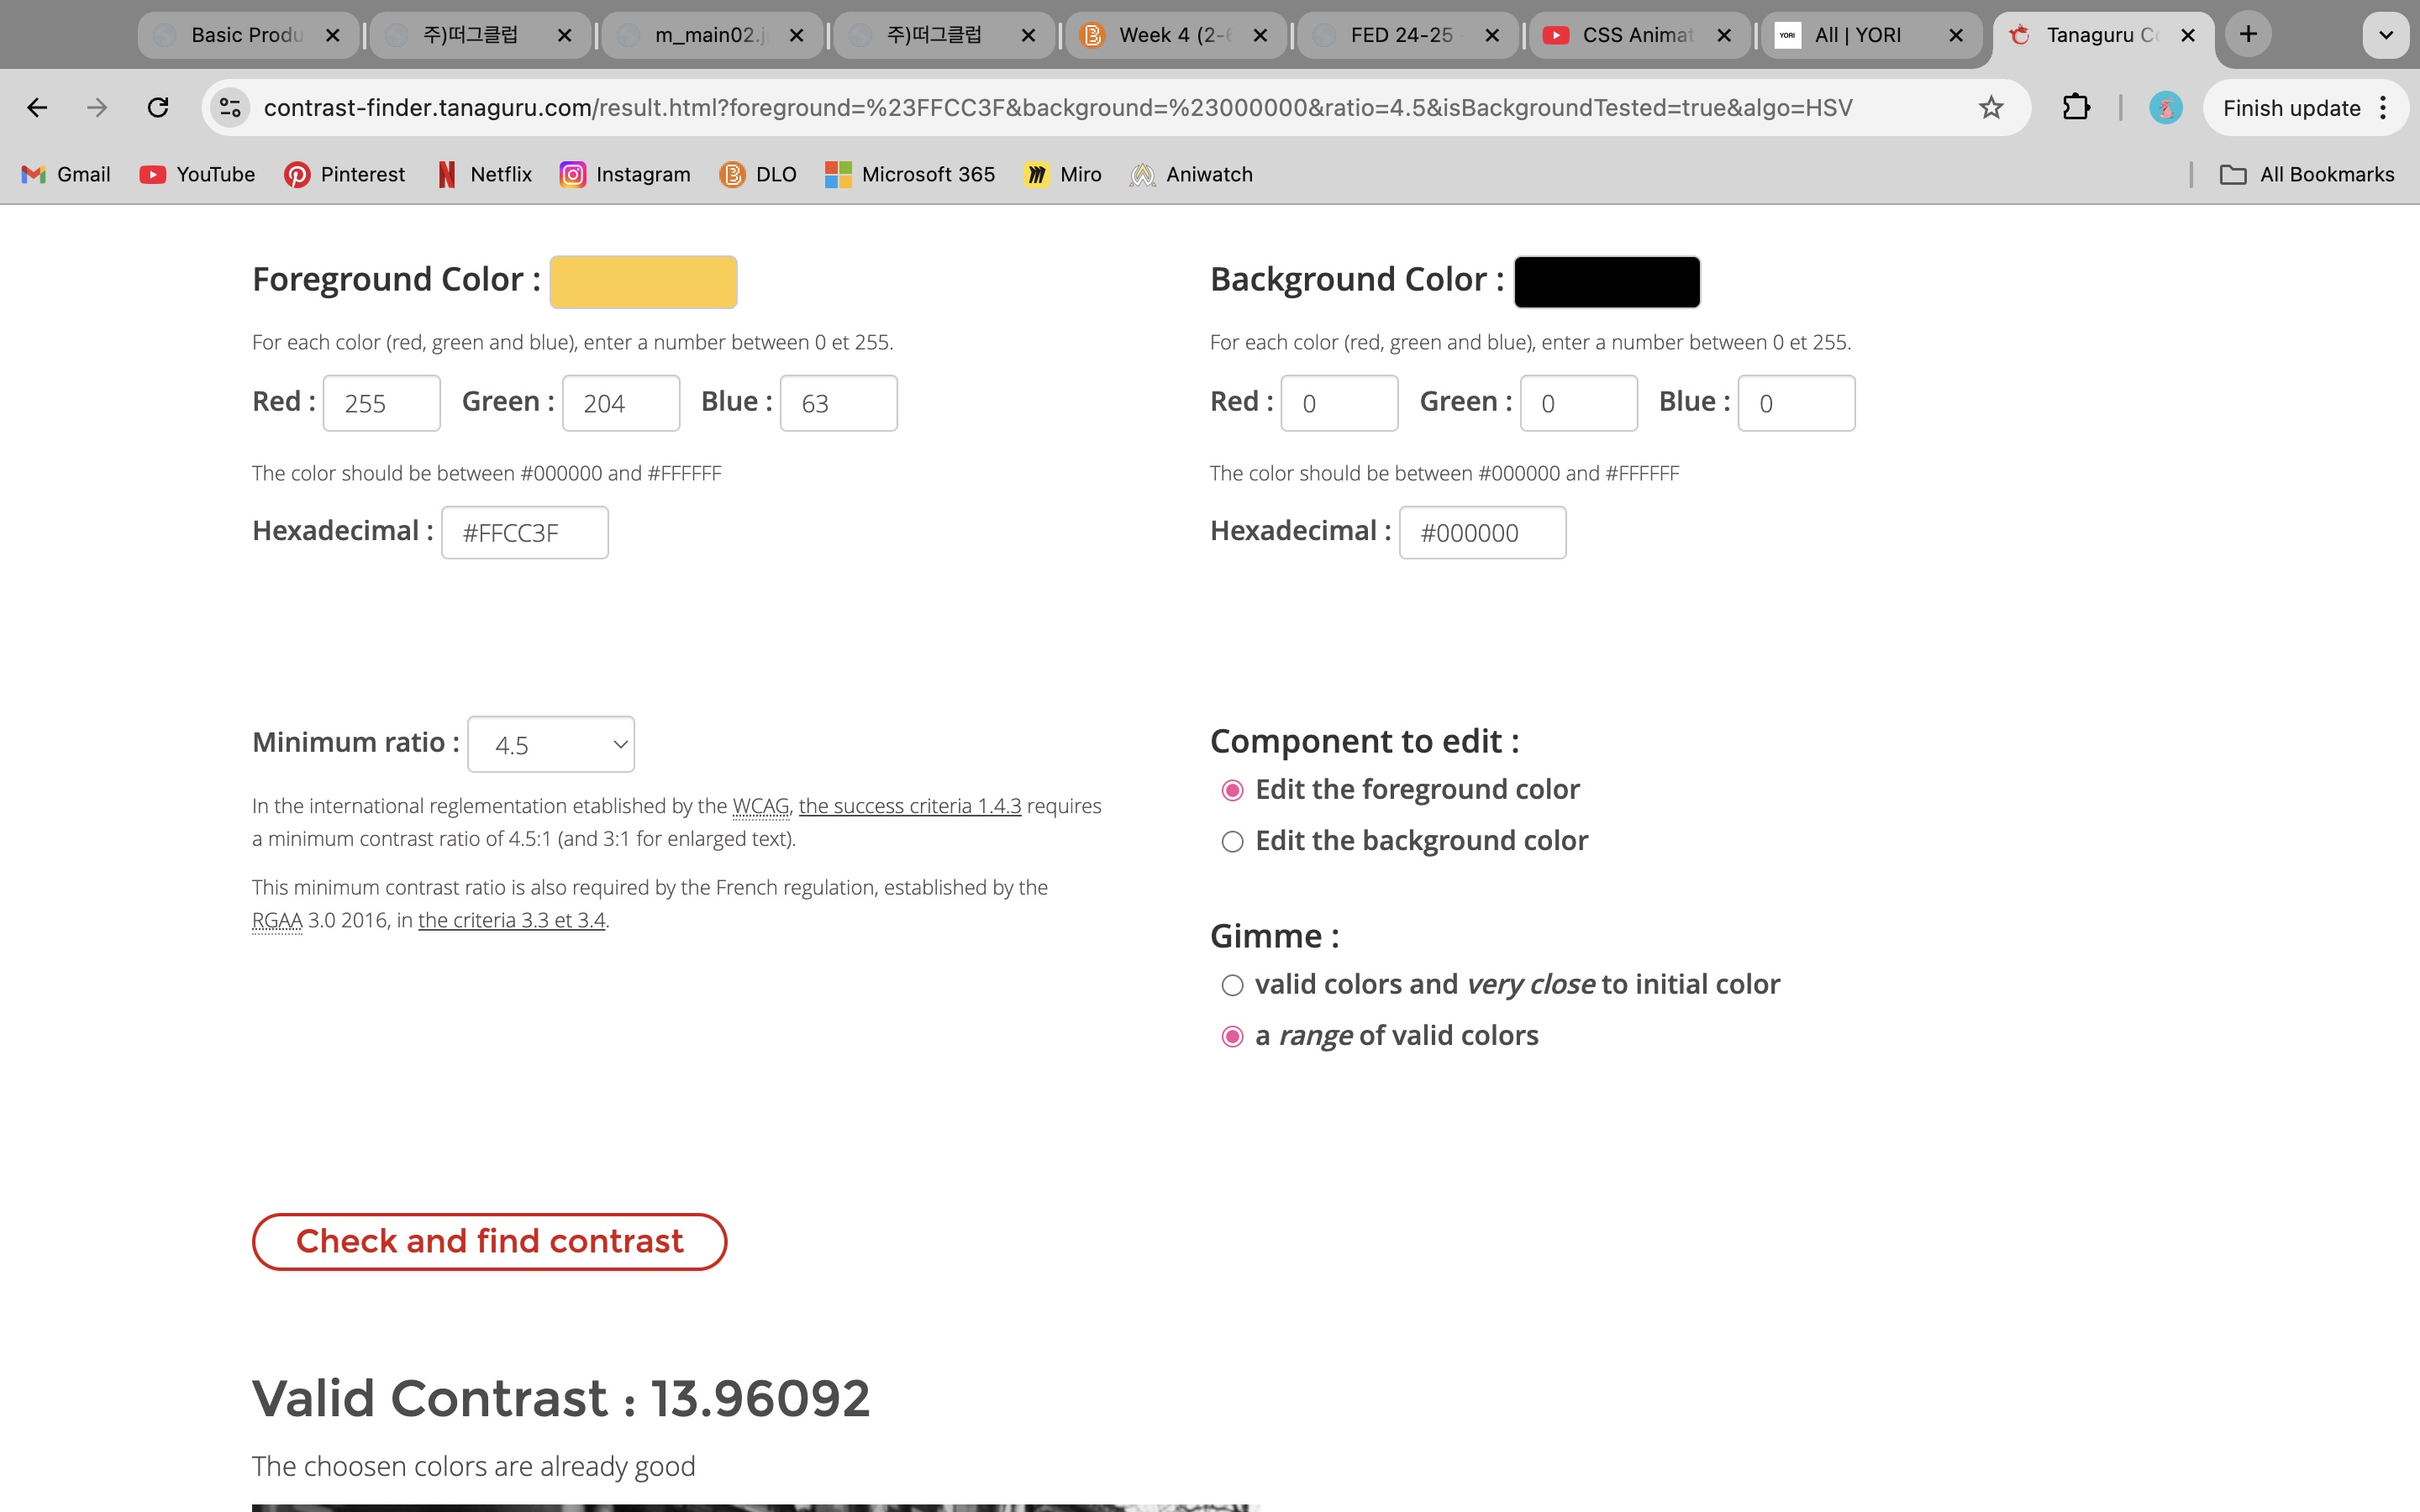 Basic Produ
주)떠그클럽
m_main02.j
주)떠그클럽
Week 4 (2-6
FED 24-25 -
CSS Animat
YORI All | YORI
Tanaguru Co
contrast-finder.tanaguru.com/result.html?foreground=%23FFCC3F&background=%23000000&ratio=4.5&isBackgroundTested=true&algo=HSV
Finish update
Gmail
YouTube
Pinterest
Netflix
Instagram
DLO
Microsoft 365
Miro
Aniwatch
All Bookmarks
Foreground Color :
For each color (red, green and blue), enter a number between 0 et 255.
Red : 255 Green : 204 Blue : 63
The color should be between #000000 and #FFFFFF
Hexadecimal : #FFCC3F
Background Color :
For each color (red, green and blue), enter a number between 0 et 255.
Red : 0 Green : 0 Blue : 0
The color should be between #000000 and #FFFFFF
Hexadecimal : #000000
Minimum ratio : 4.5
In the international reglementation etablished by the WCAG, the success criteria 1.4.3 requires
a minimum contrast ratio of 4.5:1 (and 3:1 for enlarged text).
This minimum contrast ratio is also required by the French regulation, established by the
RGAA 3.0 2016, in the criteria 3.3 et 3.4.
Component to edit :
Edit the foreground color
Edit the background color
Gimme :
valid colors and very close to initial color
a range of valid colors
Check and find contrast
Valid Contrast : 13.96092
The choosen colors are already good